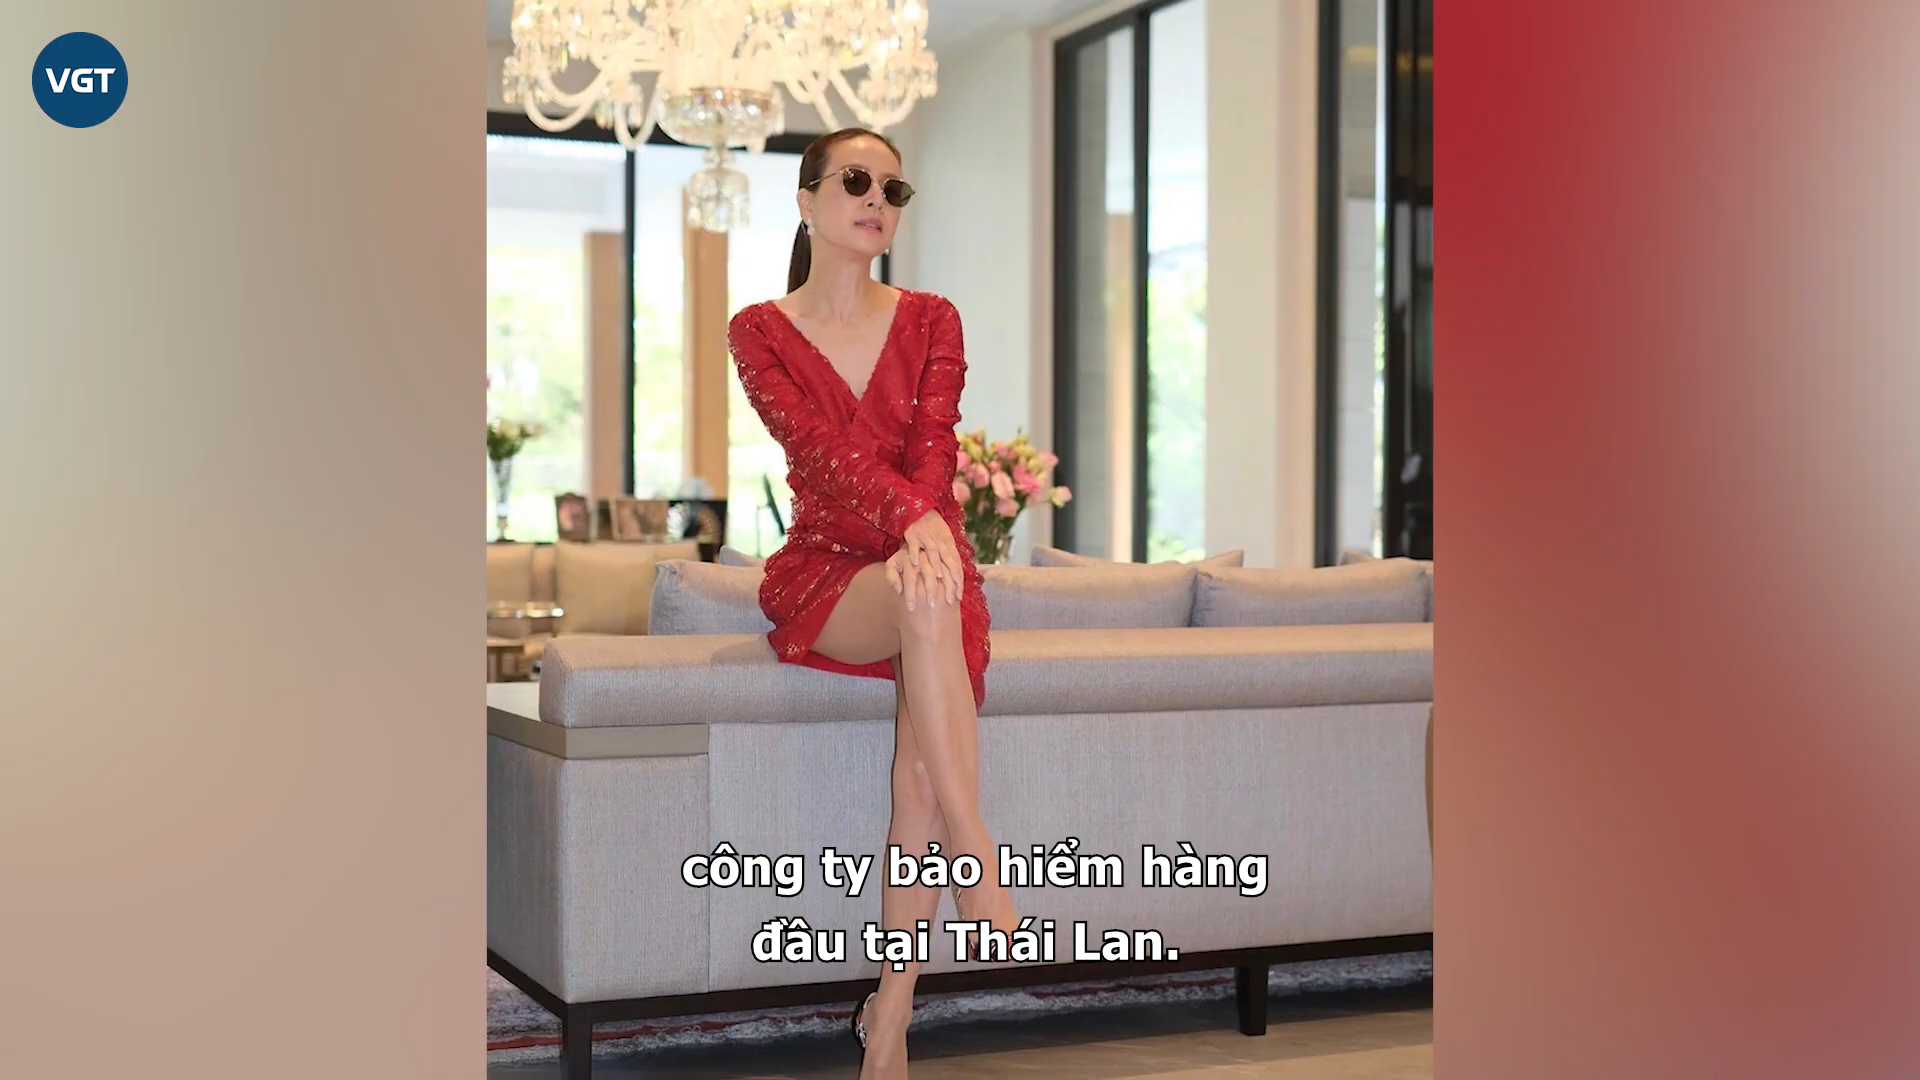 VGT
công ty bảo hiểm hàng
đầu tại Thái Lan.